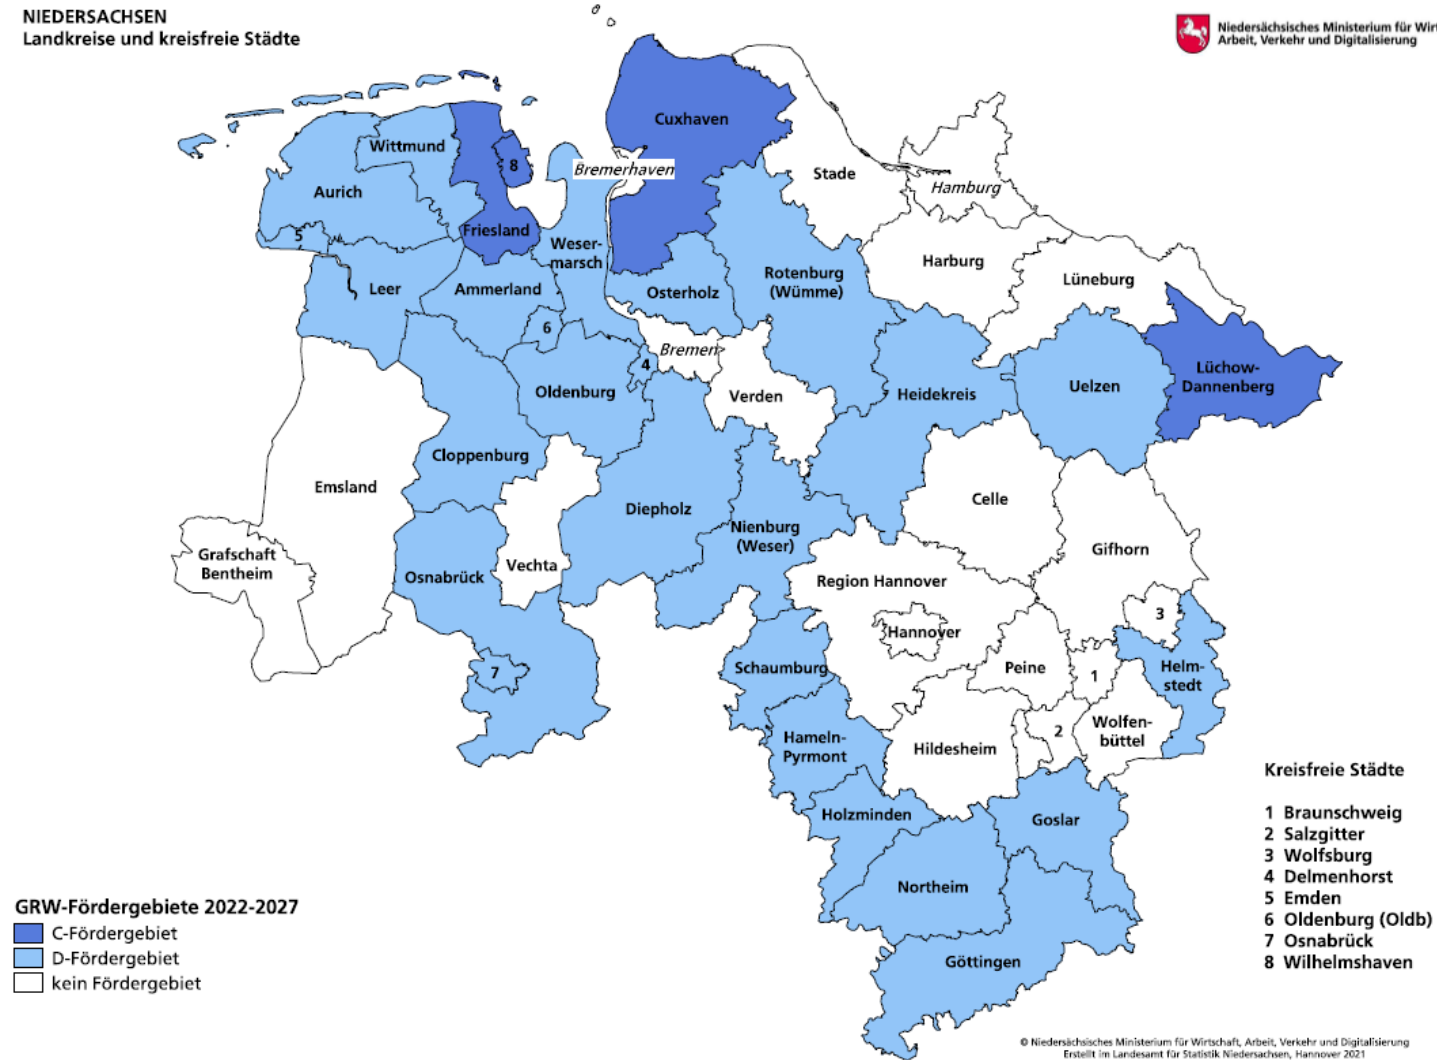 NIEDERSACHSEN
Landkreise und kreisfreie Städte
Niedersächsisches Ministerium für
Arbeit, Verkehr und Digitalisierung
Cuxhaven
Wittmund
8
Bremerhaven
Stade
Aurich
Hamburg
Friesland
5
Weser-
marsch
Harburg
Rotenburg
(Wümme)
Lüneburg
Leer
Ammerland
Osterholz
6
Bremen
4
Lüchow-
Dannenberg
Uelzen
Oldenburg
Verden
Heidekreis
Cloppenburg
Emsland
Celle
Diepholz
Nienburg
(Weser)
Gifhorn
Grafschaft
Bentheim
Vechta
Osnabrück
Region Hannover
3
Hannover
Schaumburg
Peine
Helm-
stedt
7
1
Wolfen-
büttel
2
Hameln-
Pyrmont
Hildesheim
Holzminden
Goslar
Northeim
Göttingen
Kreisfreie Städte
1 Braunschweig
2 Salzgitter
3 Wolfsburg
4 Delmenhorst
5 Emden
6 Oldenburg (Oldb)
7 Osnabrück
8 Wilhelmshaven
GRW-Fördergebiete 2022-2027
C-Fördergebiet
D-Fördergebiet
kein Fördergebiet
© Niedersächsisches Ministerium für Wirtschaft, Arbeit, Verkehr und Digitalisierung
Erstellt im Landesamt für Statistik Niedersachsen, Hannover 2021